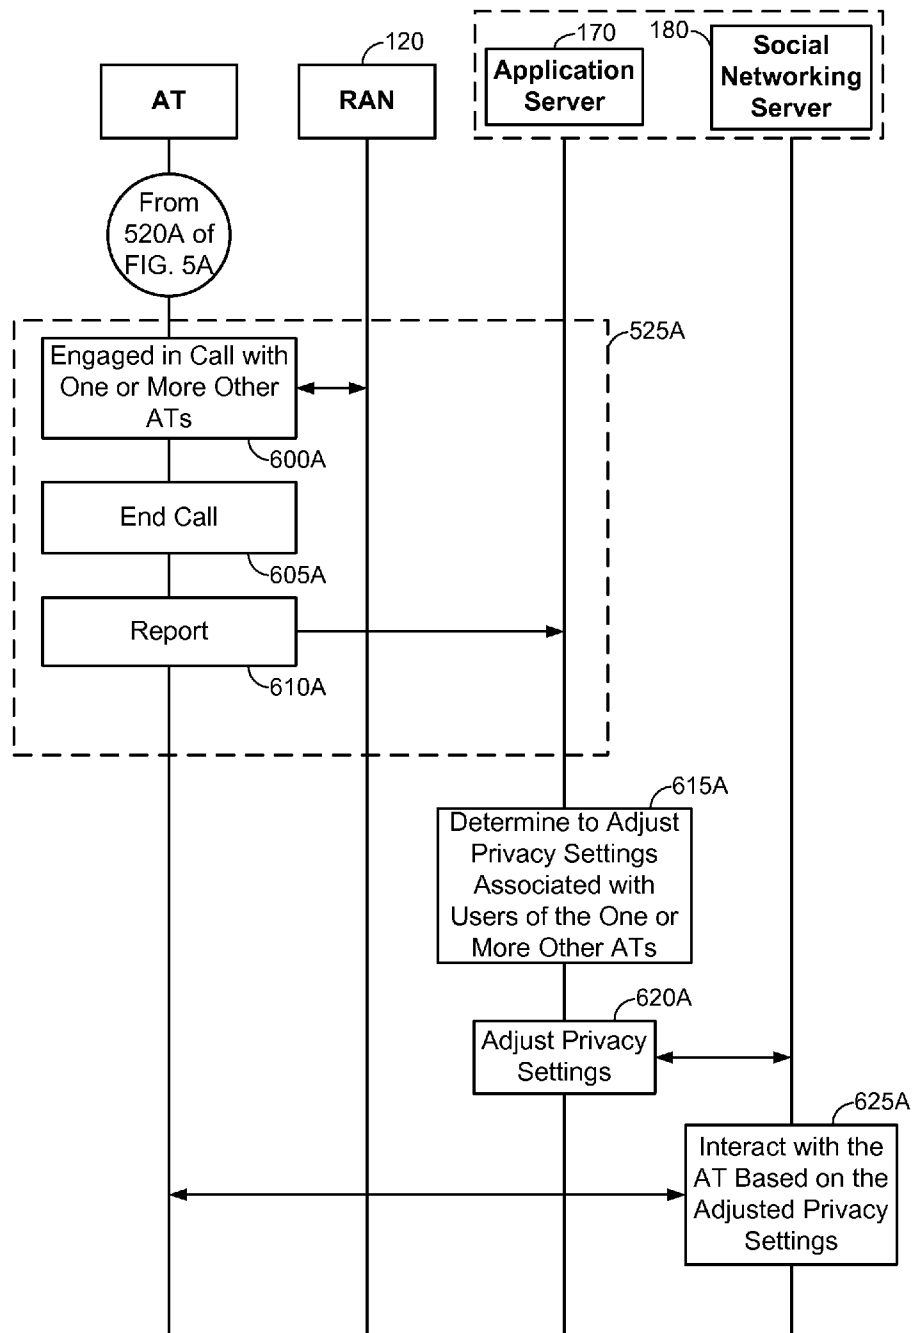 120
170
180
AT
RAN
Application
Server
Social
Networking
Server
From
520A of
FIG. 5A
525A
Engaged in Call with
One or More Other
ATs
600A
End Call
605A
Report
610A
615A
Determine to Adjust
Privacy Settings
Associated with
Users of the One or
More Other ATs
620A
Adjust Privacy
Settings
625A
Interact with the
AT Based on the
Adjusted Privacy
Settings